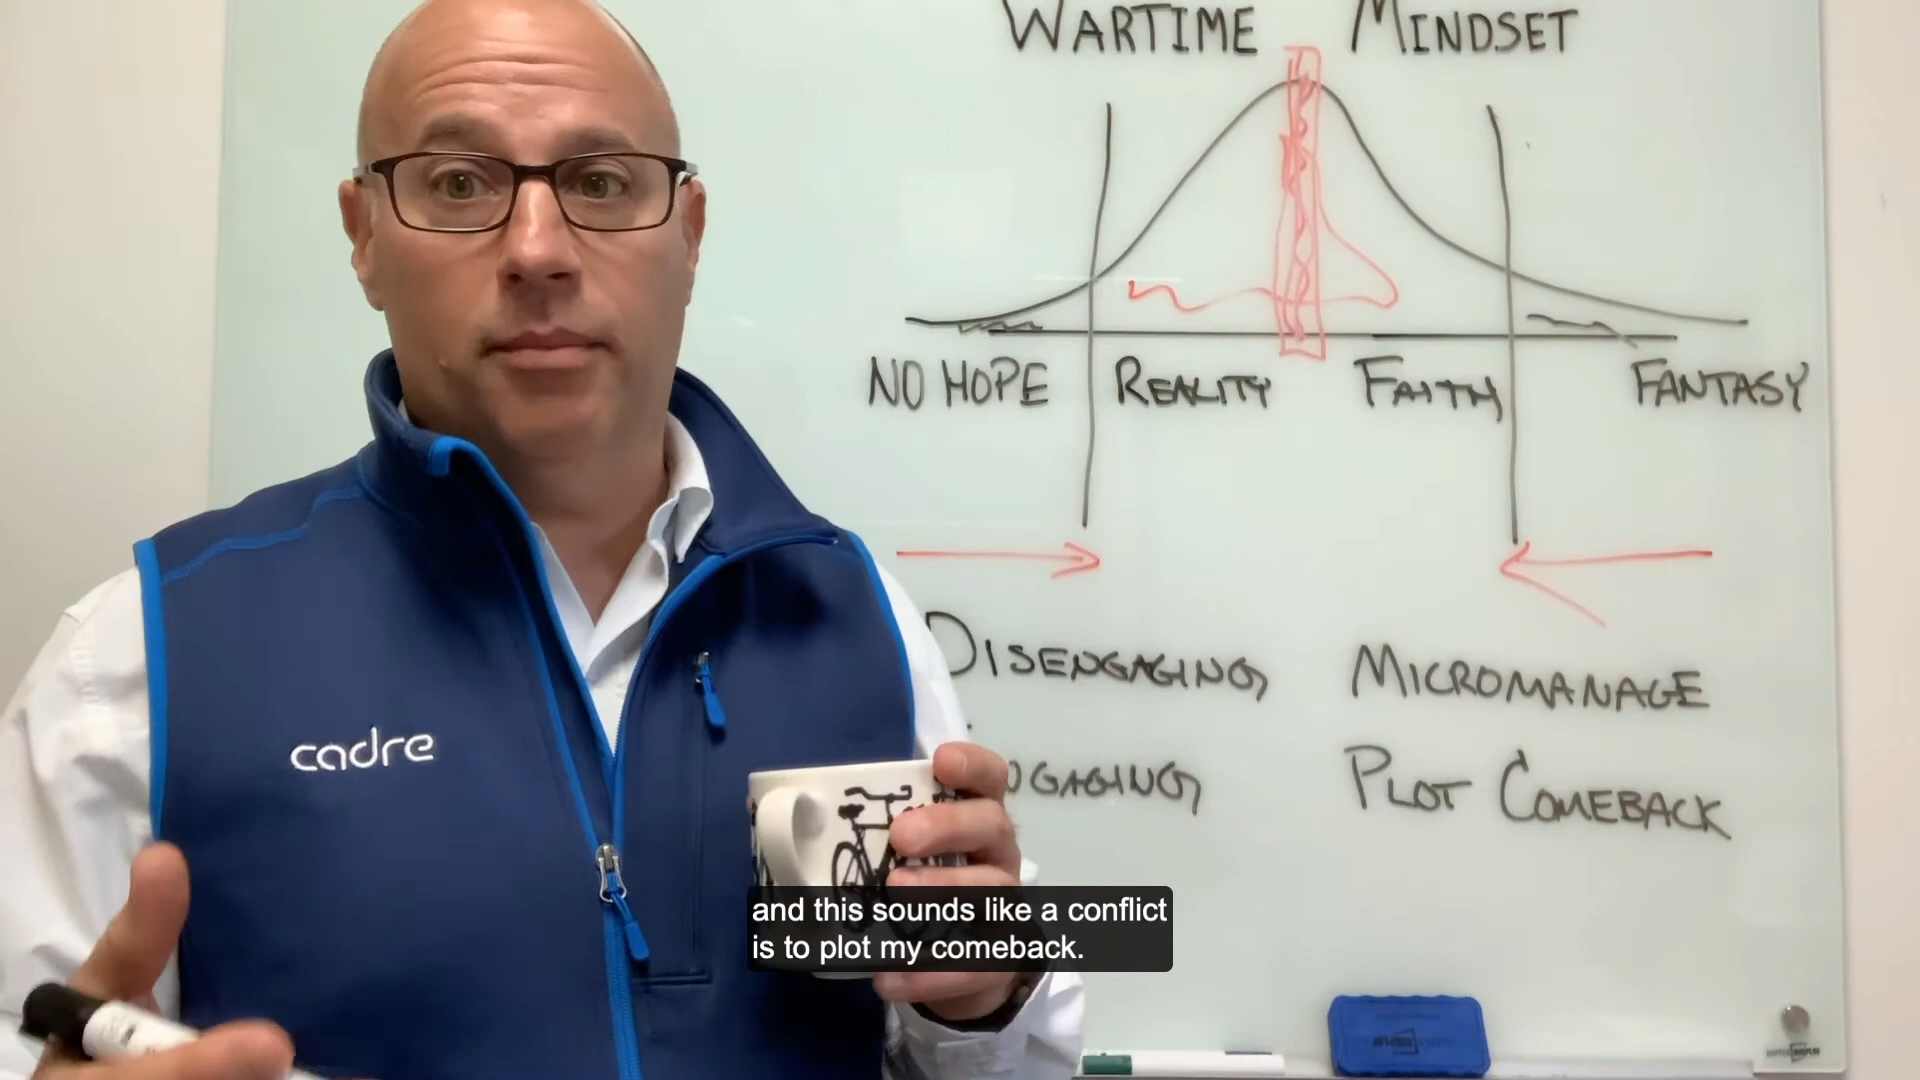 WARTIME MINDSET
NO HOPE REALITY FAITH FANTASY
DISENGAGING MICROMANAGE
GAGING PLOT COMEBACK
cadre
and this sounds like a conflict
is to plot my comeback.